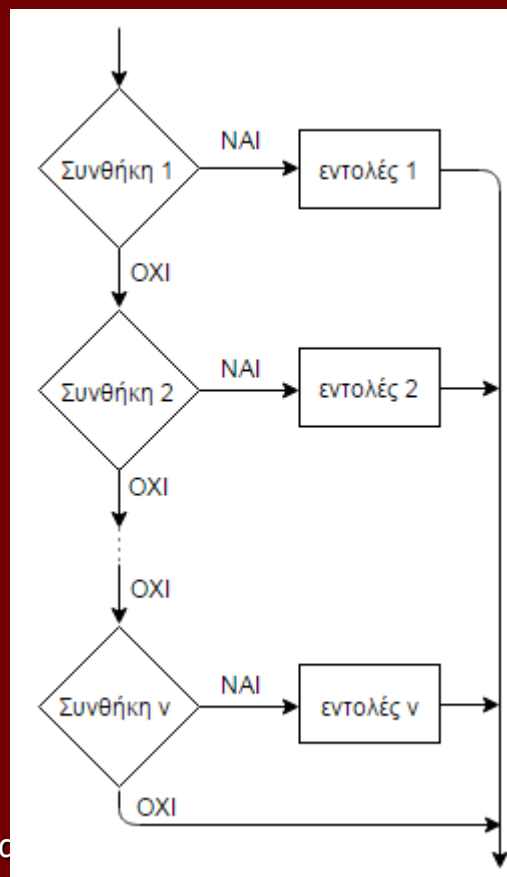 ΝΑΙ
Συνθήκη 1
εντολές 1
ΟΧΙ
ΝΑΙ
Συνθήκη 2
εντολές 2
ΟΧΙ
ΟΧΙ
ΝΑΙ
Συνθήκη ν
εντολές ν
ΟΧΙ